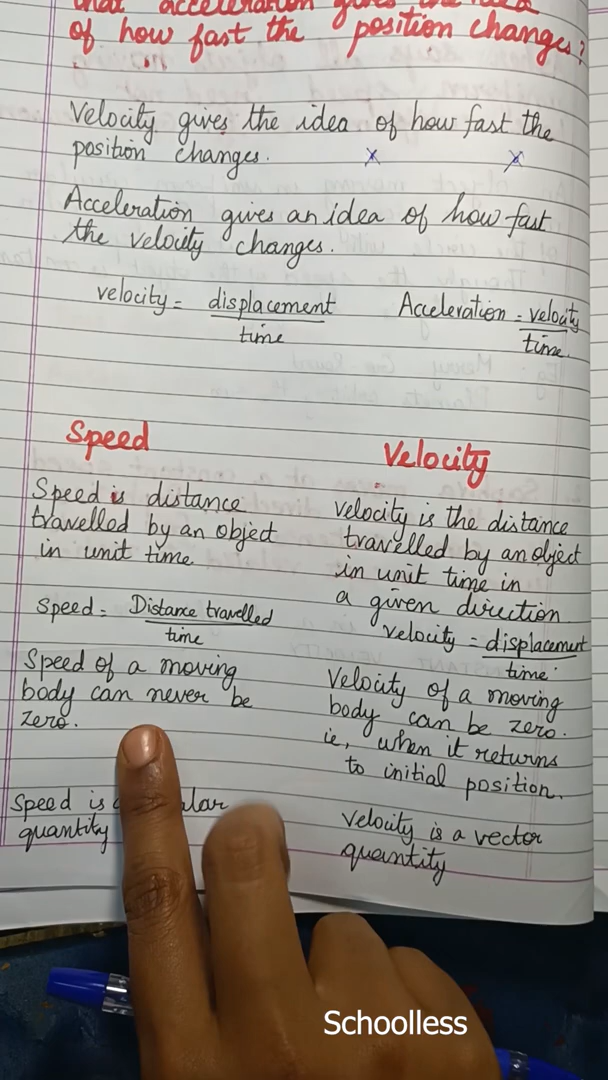 that acceleration gives the idea
of how fast the position changes?
Velocity gives the idea of how fast the
position changes.
Acceleration gives an idea of how fast
the velocity changes.
velocity = displacement / time
Acceleration = velocity / time.
Speed
Speed is distance
travelled by an object
in unit time
Speed = Distance travelled / time
Speed of a moving
body can never be
zero.
Speed is
quantity
Velocity
Velocity is the distance
travelled by an object
in unit time in
a given direction
velocity = displacement / time.
Velocity of a moving
body can be zero.
ie, when it returns
to initial position.
Velocity is a vector
quantity
Schoolless